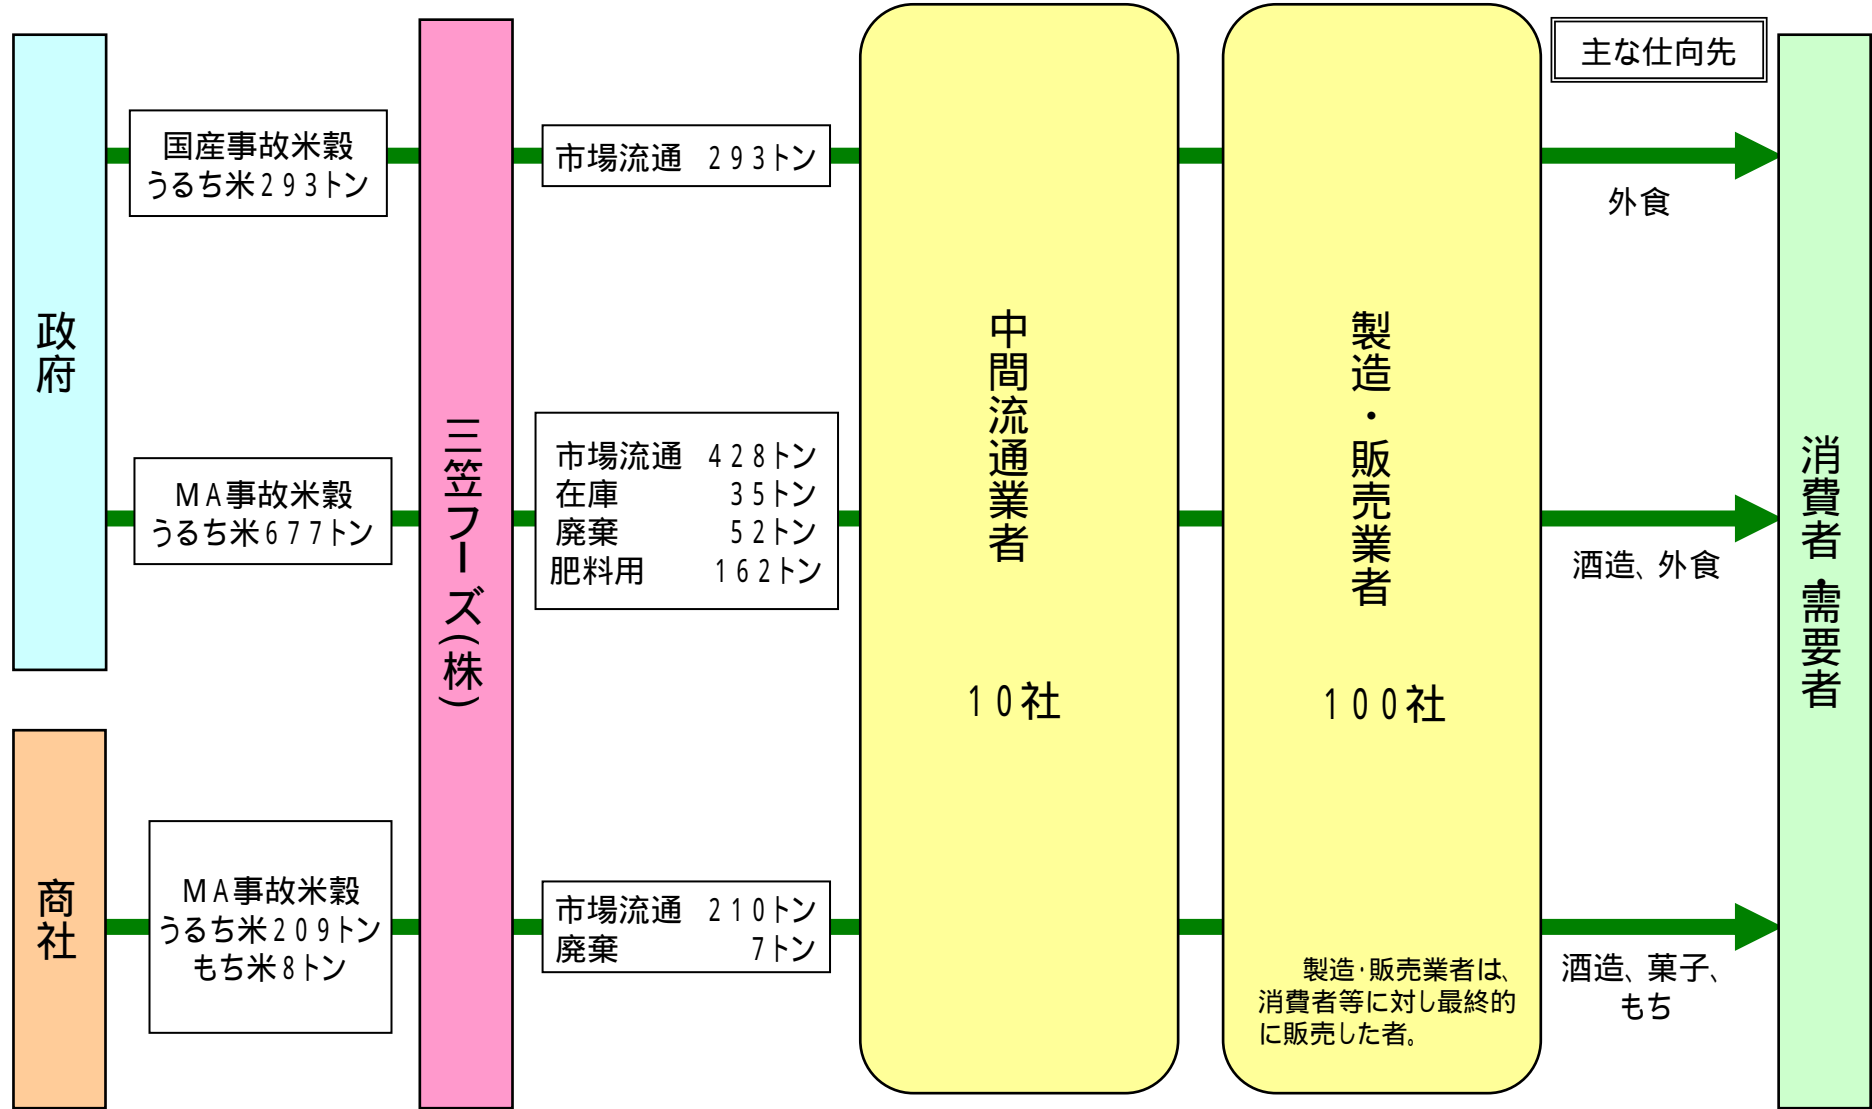 政府
商社
国産事故米穀
うるち米293トン
MA事故米穀
うるち米677トン
MA事故米穀
うるち米209トン
もち米8トン
三笠フーズ(株)
市場流通 293トン
市場流通 428トン
在庫 35トン
廃棄 52トン
肥料用 162トン
市場流通 210トン
廃棄 7トン
中間流通業者
10社
製造・販売業者
100社
製造・販売業者は、
消費者等に対し最終的
に販売した者。
主な仕向先
外食
酒造、外食
酒造、菓子、
もち
消費者・需要者